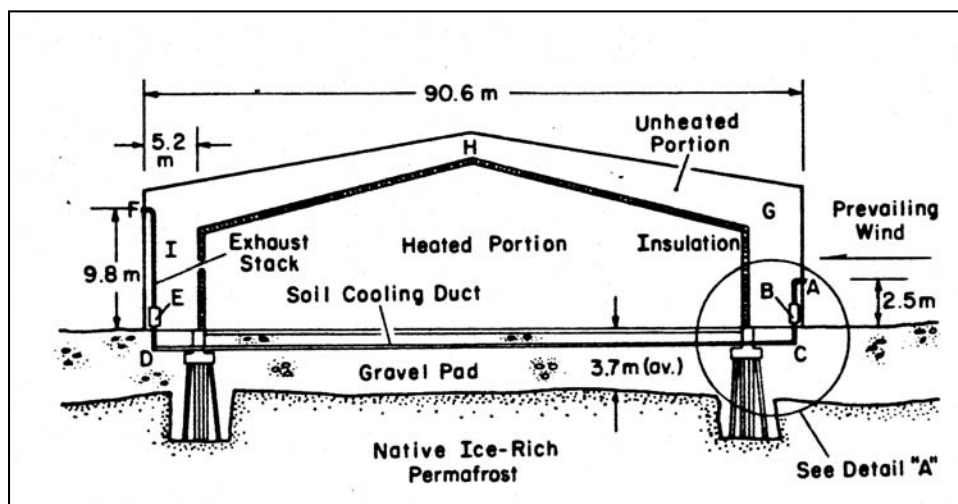 90.6 m
5.2
m
Unheated
Portion
H
F
G
Prevailing
Wind
I
Exhaust
Stack
Heated Portion
Insulation
9.8 m
E
Soil Cooling Duct
B
A
2.5m
D
C
Gravel Pad
3.7m (av.)
Native Ice-Rich
Permafrost
See Detail "A"